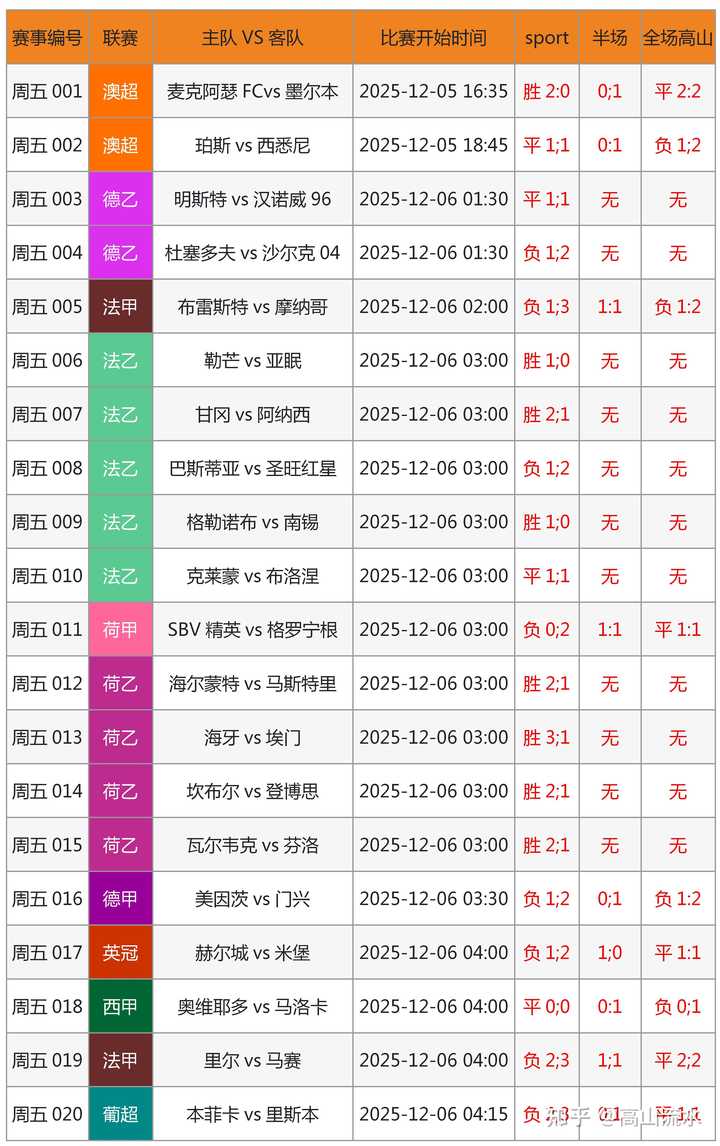 赛事编号 联赛 主队 VS 客队 比赛开始时间 sport 半场 全场高山
周五 001 澳超 麦克阿瑟 FCvs 墨尔本 2025-12-05 16:35 胜 2:0 0;1 平 2:2
周五 002 澳超 珀斯 vs 西悉尼 2025-12-05 18:45 平 1;1 0:1 负 1;2
周五 003 德乙 明斯特 vs 汉诺威 96 2025-12-06 01:30 平 1;1 无 无
周五 004 德乙 杜塞多夫 vs 沙尔克 04 2025-12-06 01:30 负 1;2 无 无
周五 005 法甲 布雷斯特 vs 摩纳哥 2025-12-06 02:00 负 1;3 1:1 负 1:2
周五 006 法乙 勒芒 vs 亚眠 2025-12-06 03:00 胜 1;0 无 无
周五 007 法乙 甘冈 vs 阿纳西 2025-12-06 03:00 胜 2;1 无 无
周五 008 法乙 巴斯蒂亚 vs 圣旺红星 2025-12-06 03:00 负 1;2 无 无
周五 009 法乙 格勒诺布 vs 南锡 2025-12-06 03:00 胜 1;0 无 无
周五 010 法乙 克莱蒙 vs 布洛涅 2025-12-06 03:00 平 1;1 无 无
周五 011 荷甲 SBV 精英 vs 格罗宁根 2025-12-06 03:00 负 0;2 1:1 平 1:1
周五 012 荷乙 海尔蒙特 vs 马斯特里 2025-12-06 03:00 胜 2;1 无 无
周五 013 荷乙 海牙 vs 埃门 2025-12-06 03:00 胜 3;1 无 无
周五 014 荷乙 坎布尔 vs 登博思 2025-12-06 03:00 胜 2;1 无 无
周五 015 荷乙 瓦尔韦克 vs 芬洛 2025-12-06 03:00 胜 2;1 无 无
周五 016 德甲 美因茨 vs 门兴 2025-12-06 03:30 负 1;2 0;1 负 1:2
周五 017 英冠 赫尔城 vs 米堡 2025-12-06 04:00 负 1;2 1;0 平 1:1
周五 018 西甲 奥维耶多 vs 马洛卡 2025-12-06 04:00 平 0;0 0:1 负 0;1
周五 019 法甲 里尔 vs 马赛 2025-12-06 04:00 负 2;3 1;1 平 2;2
周五 020 葡超 本菲卡 vs 里斯本 2025-12-06 04:15 负
知乎 @高山流水